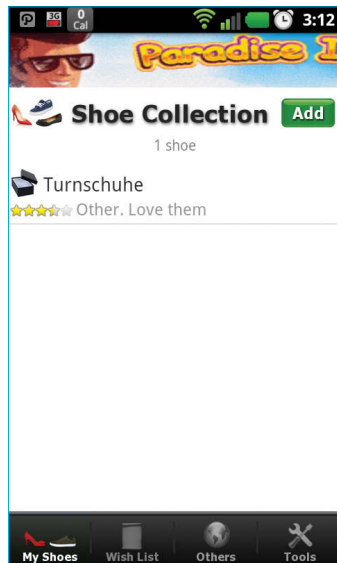 3G
0
Cal
3:12
Paradise I
Shoe Collection
Add
1 shoe
Turnschuhe
Other. Love them
My Shoes
Wish List
Others
Tools